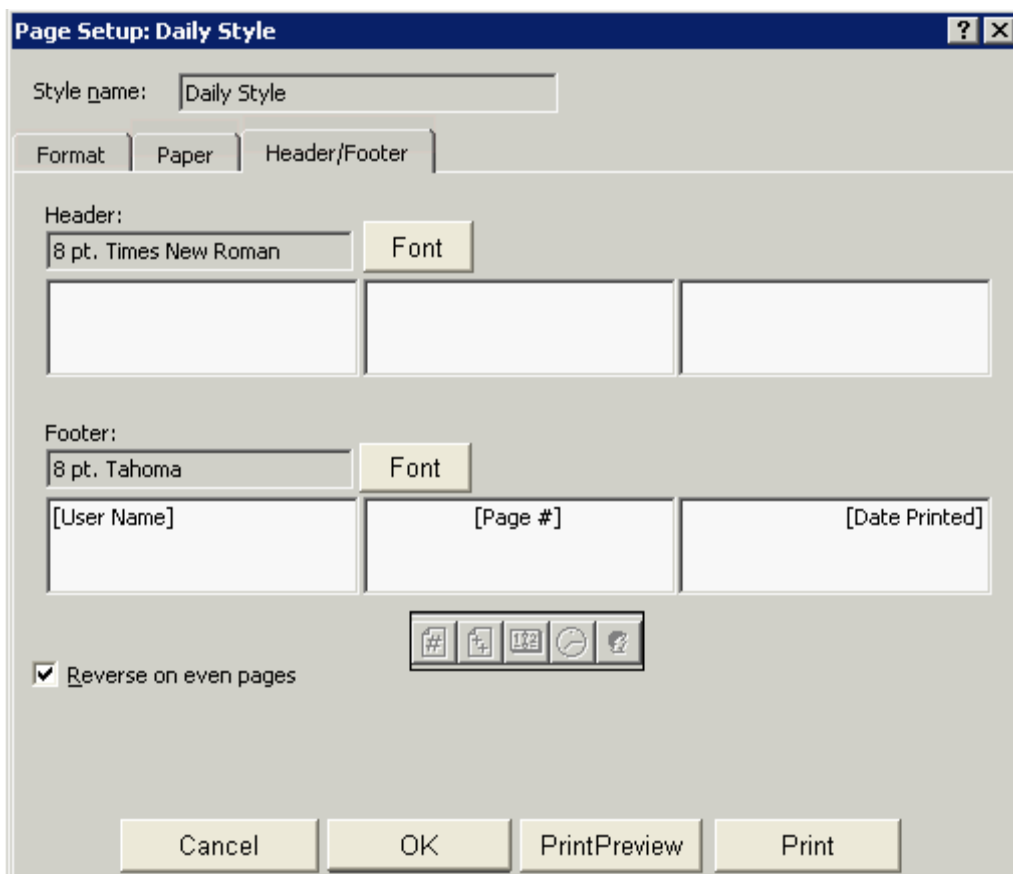 Page Setup: Daily Style
Style name: Daily Style
Format Paper Header/Footer
Header:
8 pt. Times New Roman Font
Footer:
8 pt. Tahoma Font
[User Name] [Page #] [Date Printed]
Reverse on even pages
Cancel OK PrintPreview Print